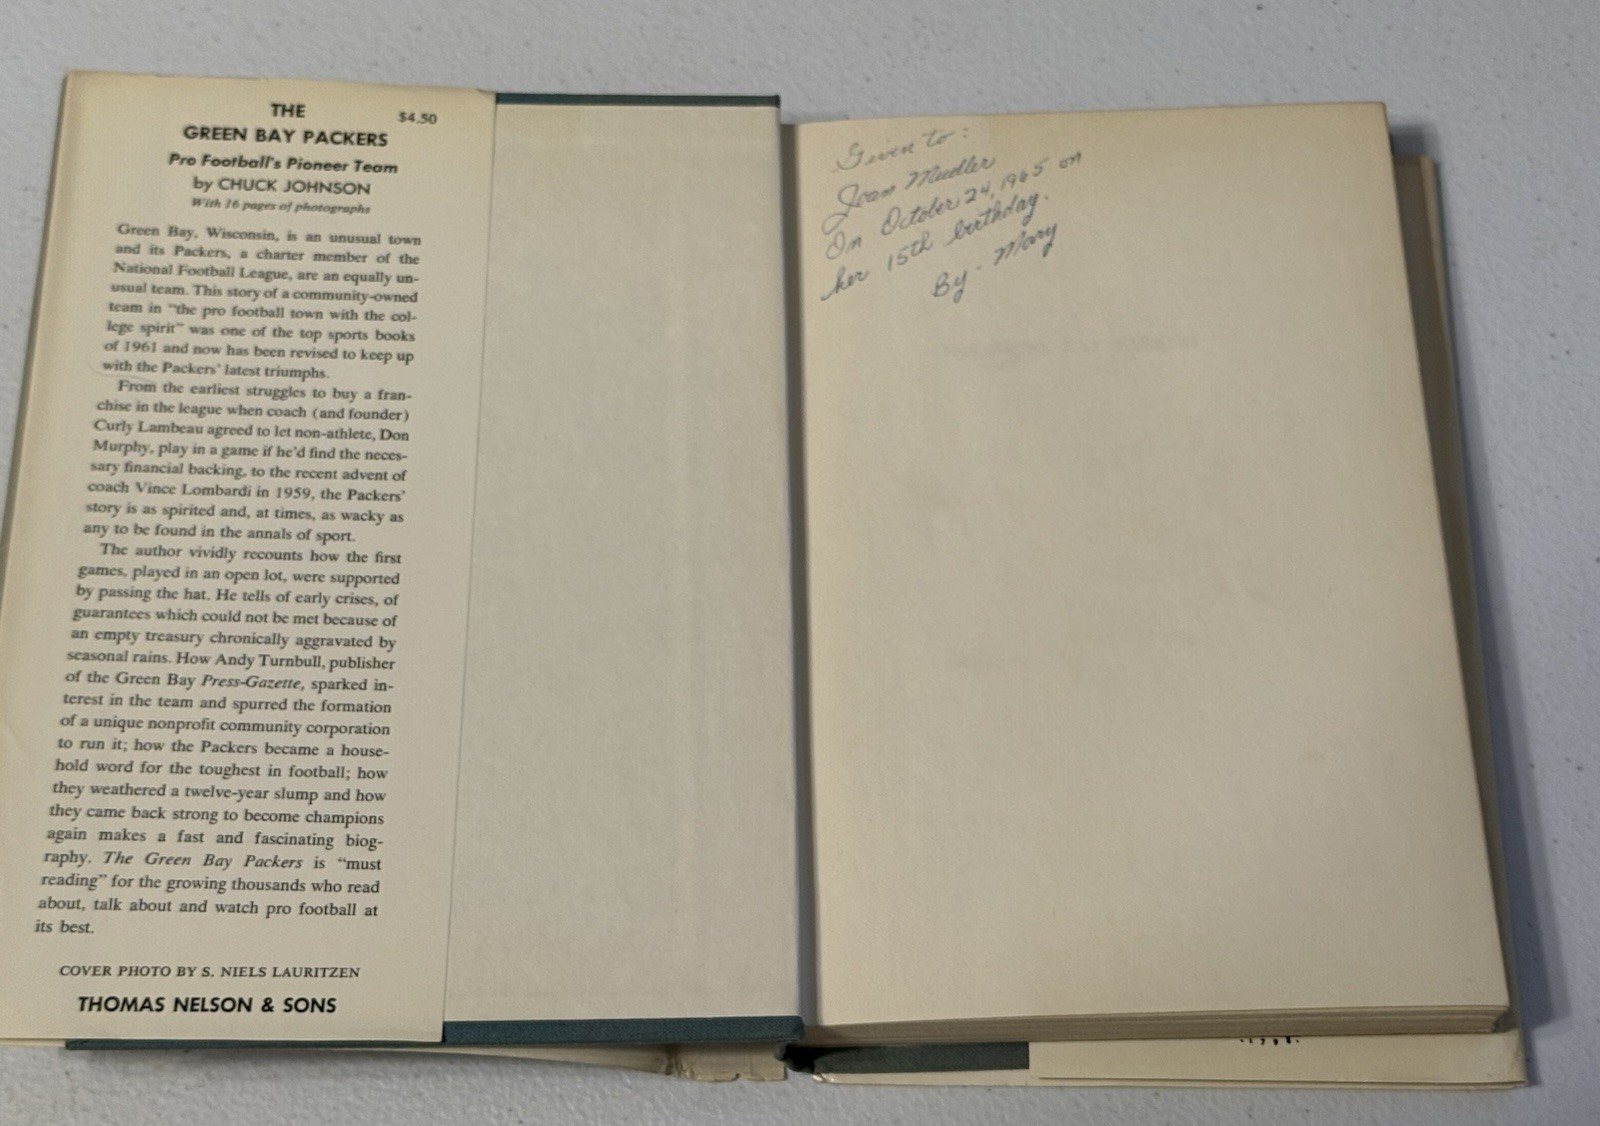 THE
GREEN BAY PACKERS
$4.50
Pro Football's Pioneer Team
by CHUCK JOHNSON
With 16 pages of photographs
Green Bay, Wisconsin, is an unusual town
and its Packers, a charter member of the
National Football League, are an equally un-
usual team. This story of a community-owned
team in "the pro football town with the col-
lege spirit" was one of the top sports books
of 1961 and now has been revised to keep up
with the Packers' latest triumphs.
From the earliest struggles to buy a fran-
chise in the league when coach (and founder)
Curly Lambeau agreed to let non-athlete, Don
Murphy, play in a game if he'd find the neces-
sary financial backing, to the recent advent of
coach Vince Lombardi in 1959, the Packers'
story is as spirited and, at times, as wacky as
any to be found in the annals of sport.
The author vividly recounts how the first
games, played in an open lot, were supported
by passing the hat. He tells of early crises, of
guarantees which could not be met because of
an empty treasury chronically aggravated by
seasonal rains. How Andy Turnbull, publisher
of the Green Bay Press-Gazette, sparked in-
terest in the team and spurred the formation
of a unique nonprofit community corporation
to run it; how the Packers became a house-
hold word for the toughest in football; how
they weathered a twelve-year slump and how
they came back strong to become champions
again makes a fast and fascinating biog-
raphy. The Green Bay Packers is "must
reading" for the growing thousands who read
about, talk about and watch pro football at
its best.
COVER PHOTO BY S. NIELS LAURITZEN
THOMAS NELSON & SONS
Given to:
Joan Mueller
On October 24, 1965 on
her 15th birthday.
By - Mary